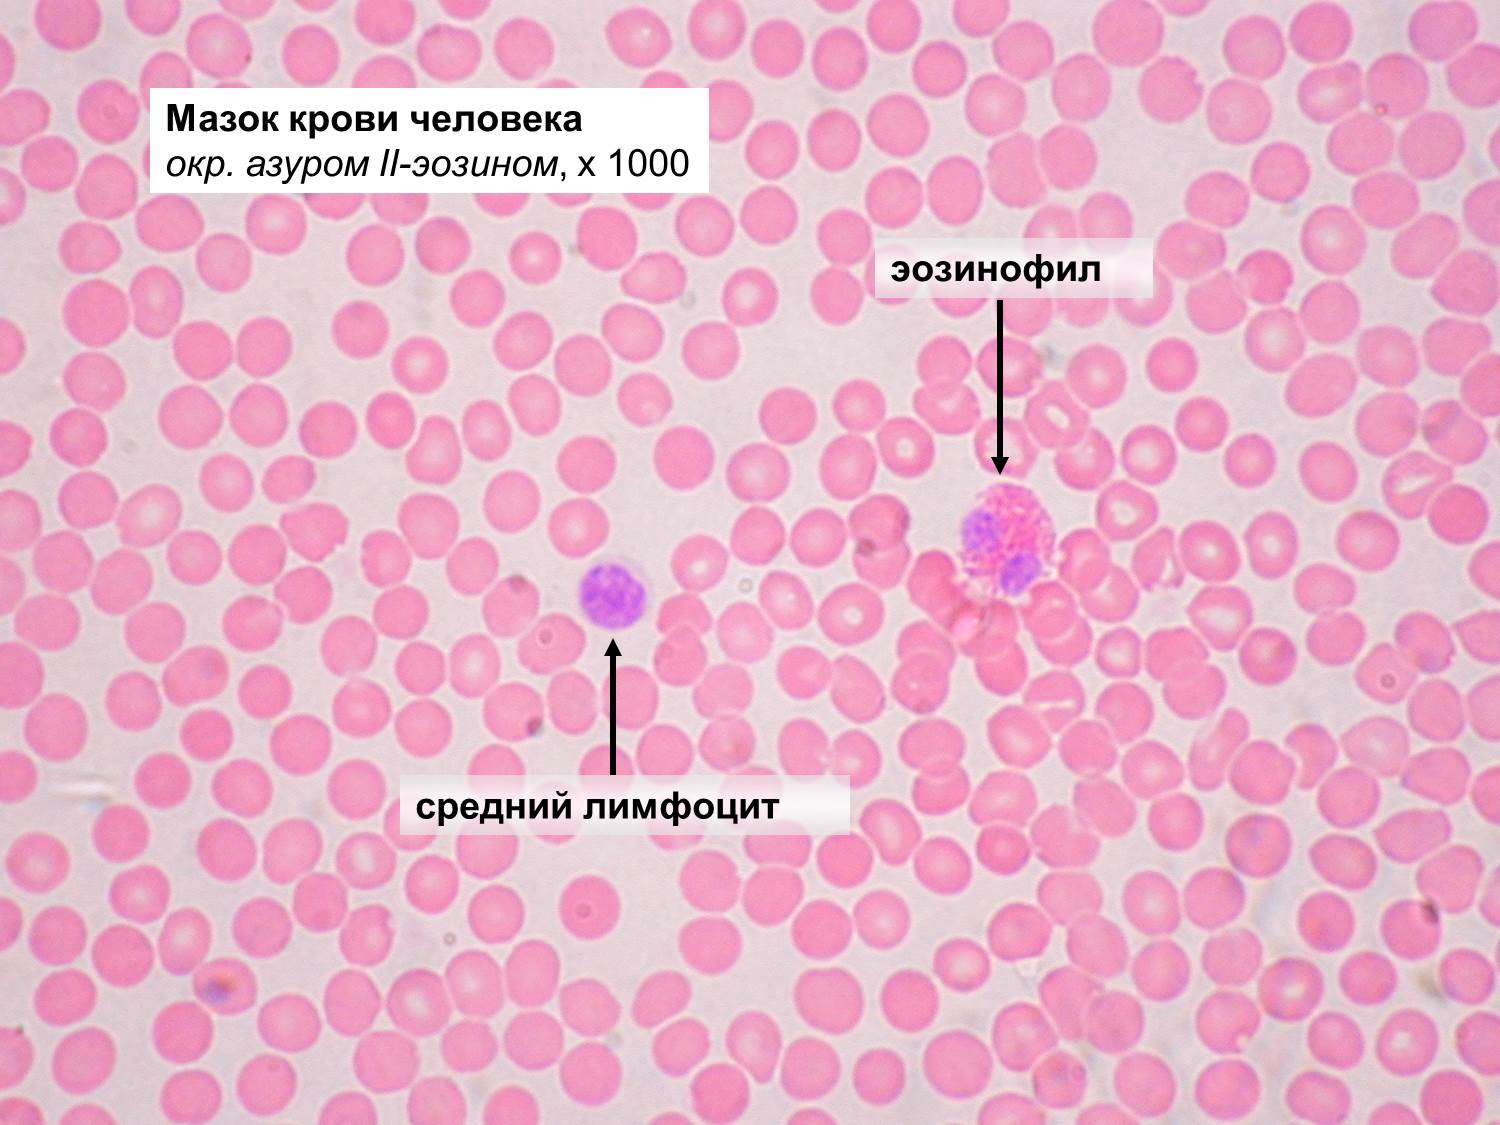 Мазок крови человека
окр. азуром II-эозином, х 1000
эозинофил
средний лимфоцит